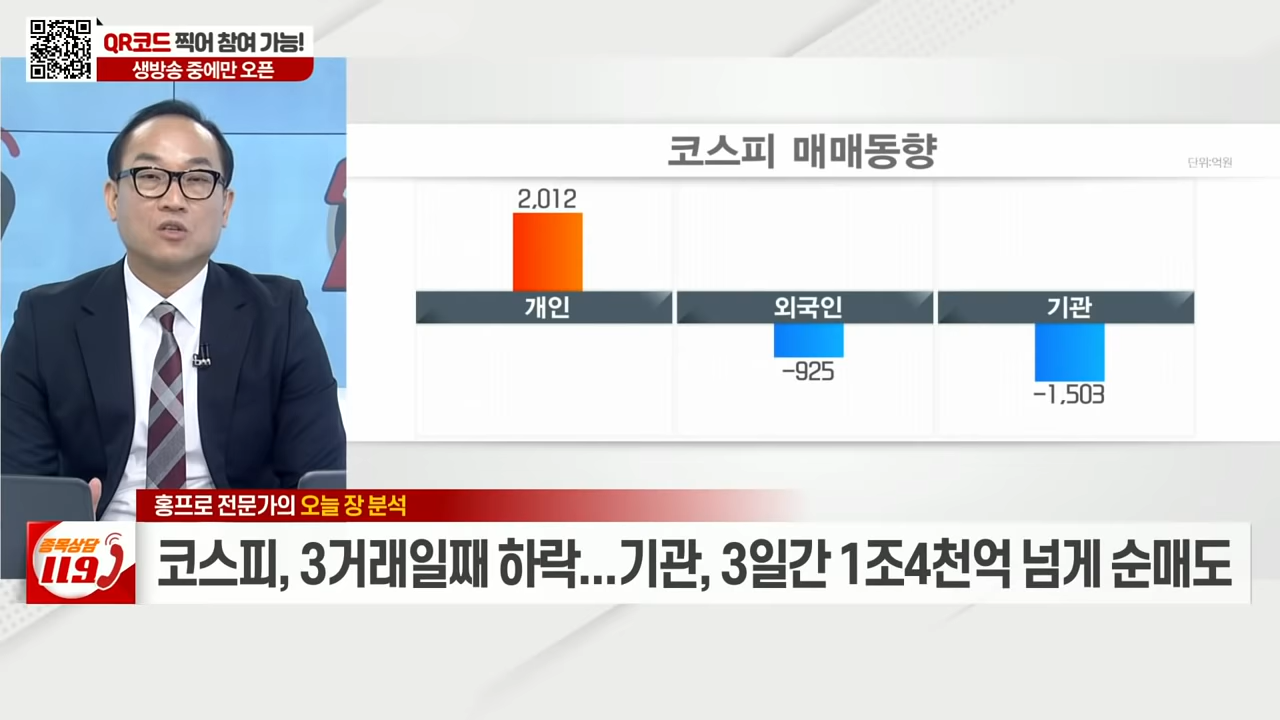 QR코드 찍어 참여 가능!
생방송 중에만 오픈
코스피 매매동향
단위:억원
2,012
개인
외국인
기관
-925
-1,503
홍프로 전문가의 오늘 장 분석
종목상담
119
코스피, 3거래일째 하락...기관, 3일간 1조4천억 넘게 순매도